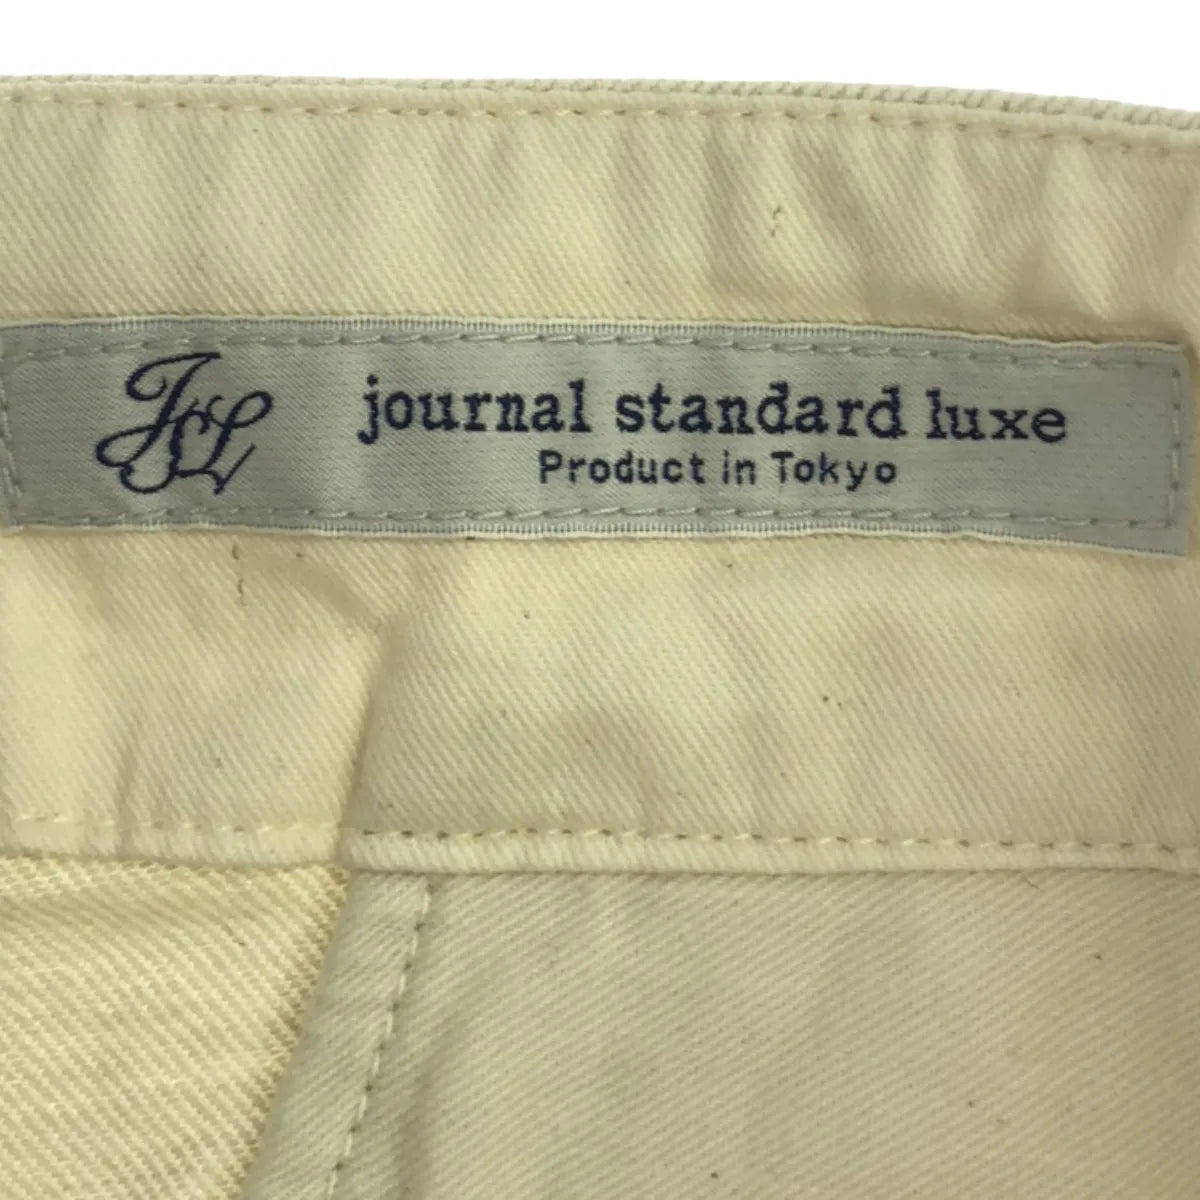 JSL
journal standard luxe
Product in Tokyo